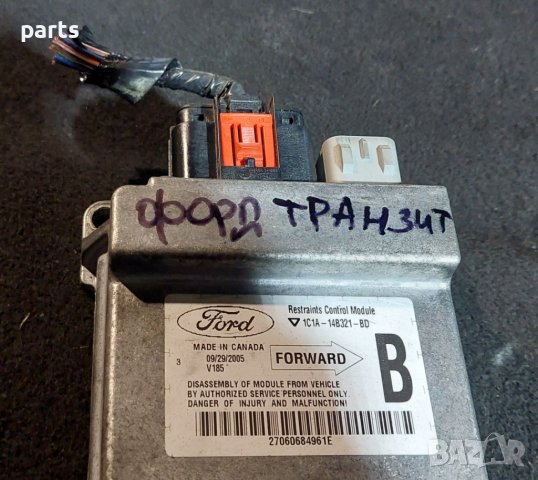 parts
ФОРД ТРАНЗИТ
Ford
Restraints Control Module
1C1A-14B321-BD
MADE IN CANADA
3
09/29/2005
V185
FORWARD
B
DISASSEMBLY OF MODULE FROM VEHICLE
BY AUTHORIZED SERVICE PERSONNEL ONLY.
DANGER OF INJURY AND MALFUNCTION!
27060684961E
BAZAR